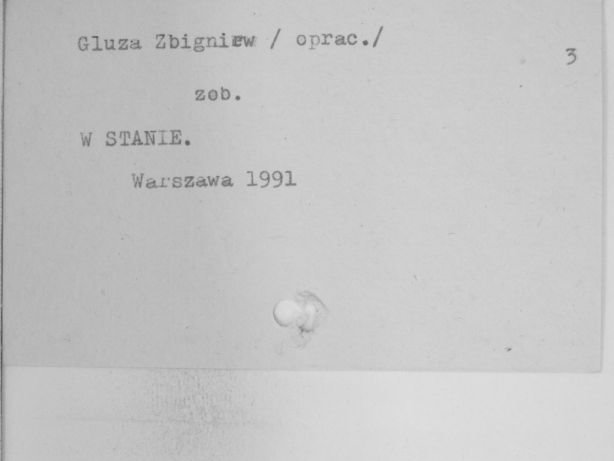 Gluza Zbigniew / oprac./
3
zob.
W STANIE.
Warszawa 1991